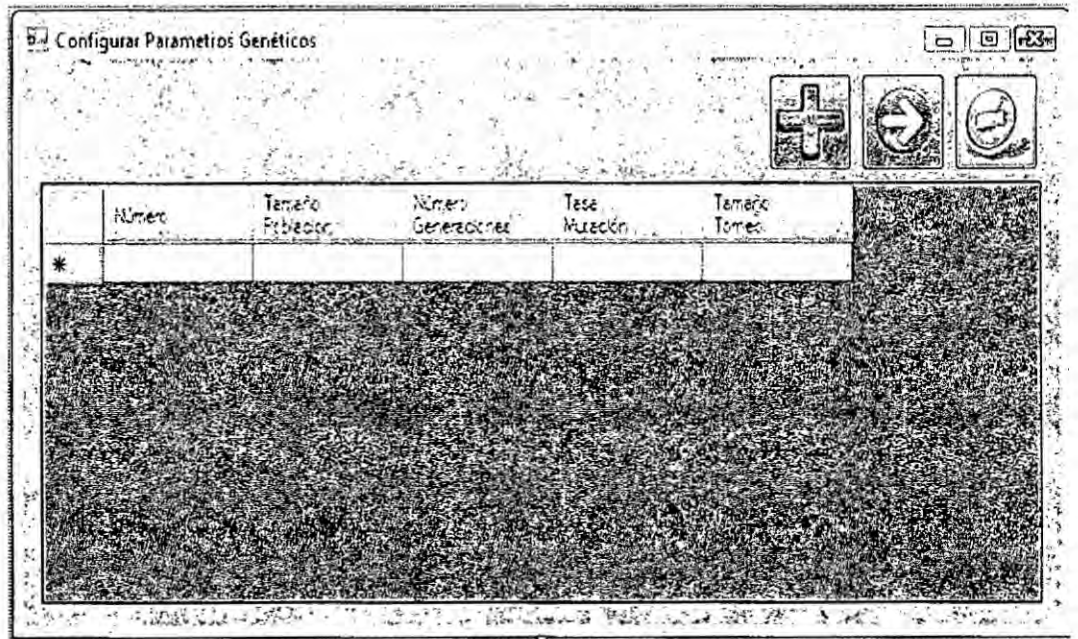 Configurar Parametros Genéticos
Número Tamaño Número Tasa Tamaño
Población Generaciones Mutación Torneo
*